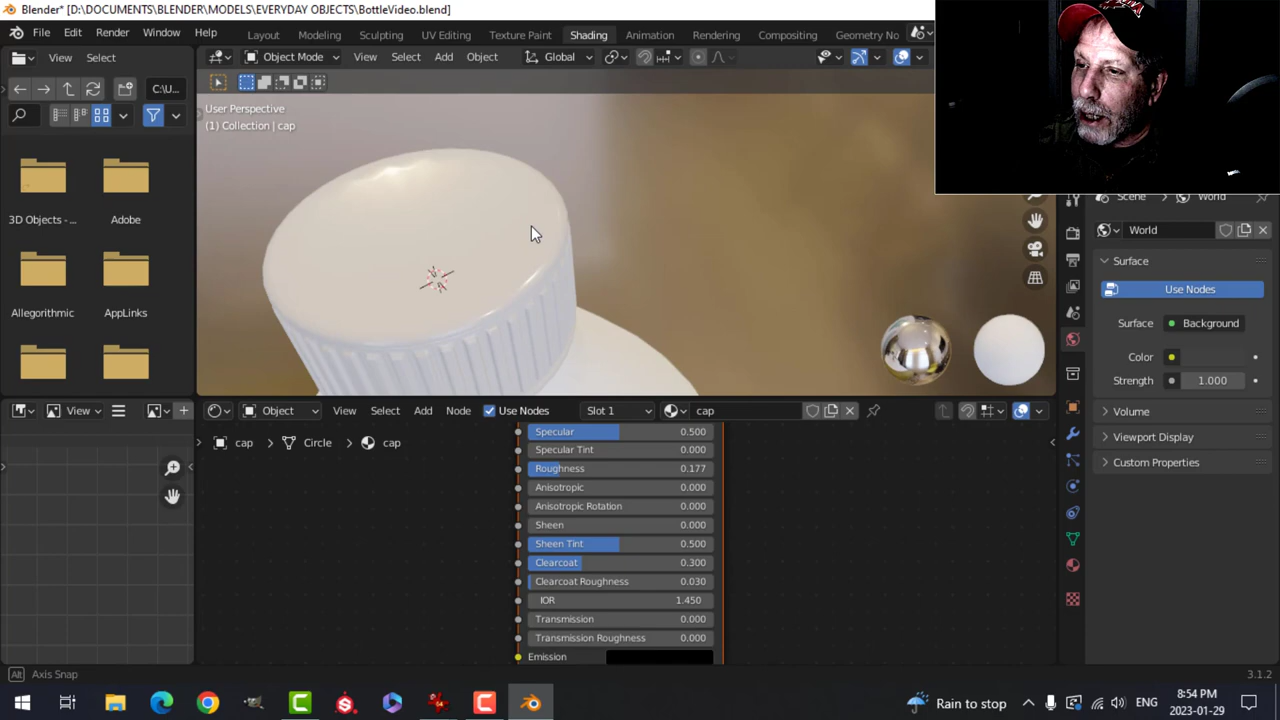 Blender* [D:\DOCUMENTS\BLENDER\MODELS\EVERYDAY OBJECTS\BottleVideo.blend]
File Edit Render Window Help Layout Modeling Sculpting UV Editing Texture Paint Shading Animation Rendering Compositing Geometry No
View Select Object Mode View Select Add Object Global
C:\U...
User Perspective
(1) Collection | cap
3D Objects - ... Adobe
Allegorithmic AppLinks
Scene World
World
Surface
Use Nodes
Surface Background
Color
Strength 1.000
Volume
Viewport Display
Custom Properties
View Object View Select Add Node Use Nodes Slot 1 cap
cap Circle cap
Specular 0.500
Specular Tint 0.000
Roughness 0.177
Anisotropic 0.000
Anisotropic Rotation 0.000
Sheen 0.000
Sheen Tint 0.500
Clearcoat 0.300
Clearcoat Roughness 0.030
IOR 1.450
Transmission 0.000
Transmission Roughness 0.000
Emission
Alt Axis Snap 3.1.2
Rain to stop ENG 8:54 PM
2023-01-29